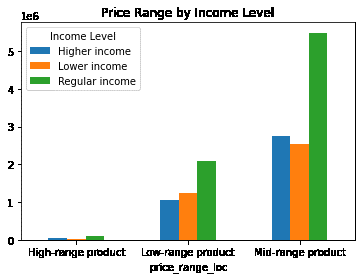 Price Range by Income Level
1e6
Income Level
Higher income
Lower income
Regular income
5
4
3
2
1
0
High-range product Low-range product Mid-range product
price_range_loc